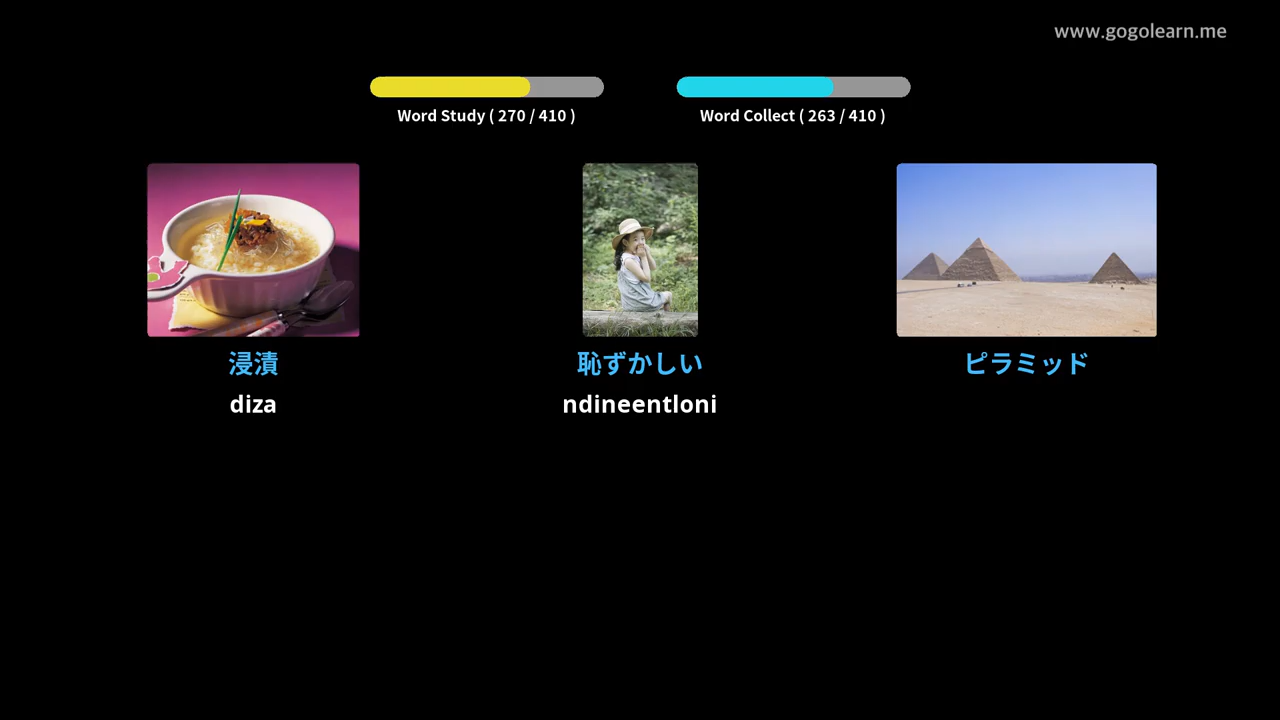 www.gogolearn.me
Word Study ( 270 / 410 )
Word Collect ( 263 / 410 )
浸漬
恥ずかしい
ピラミッド
diza
ndineentloni